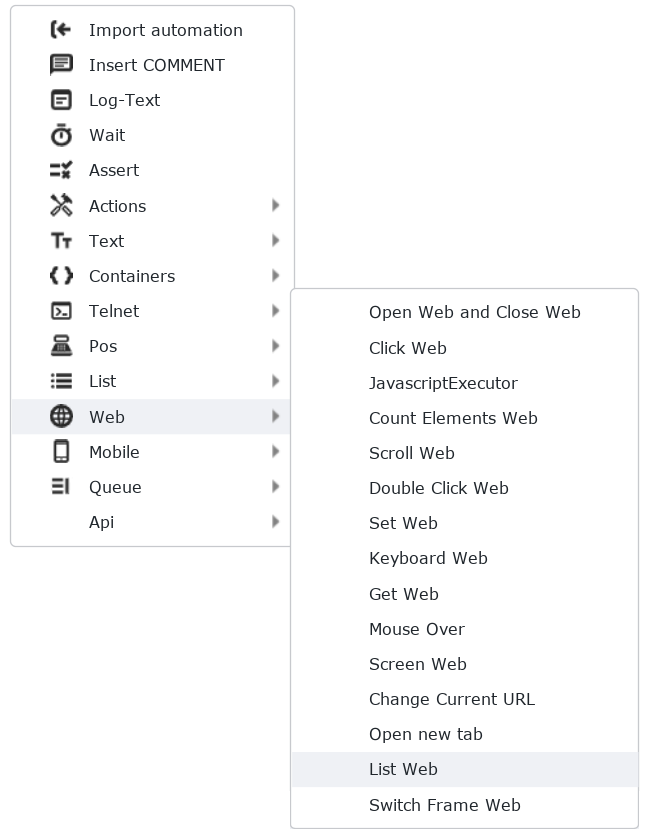 Import automation
Insert COMMENT
Log-Text
Wait
Assert
Actions
Text
Containers
Telnet
Pos
List
Web
Mobile
Queue
Api
Open Web and Close Web
Click Web
JavascriptExecutor
Count Elements Web
Scroll Web
Double Click Web
Set Web
Keyboard Web
Get Web
Mouse Over
Screen Web
Change Current URL
Open new tab
List Web
Switch Frame Web